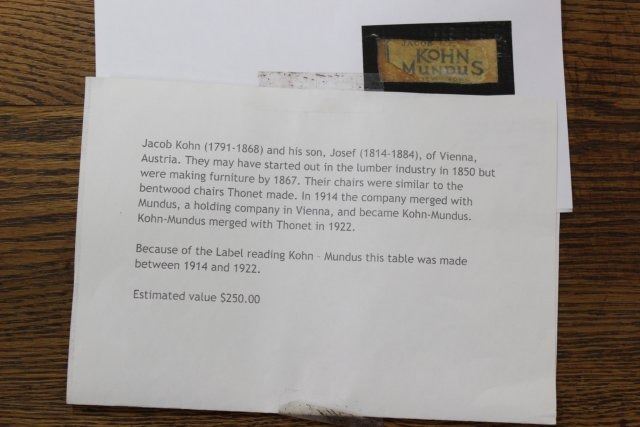 JACOB
KOHN
MUNDUS
Jacob Kohn (1791-1868) and his son, Josef (1814-1884), of Vienna,
Austria. They may have started out in the lumber industry in 1850 but
were making furniture by 1867. Their chairs were similar to the
bentwood chairs Thonet made. In 1914 the company merged with
Mundus, a holding company in Vienna, and became Kohn-Mundus.
Kohn-Mundus merged with Thonet in 1922.
Because of the Label reading Kohn - Mundus this table was made
between 1914 and 1922.
Estimated value $250.00